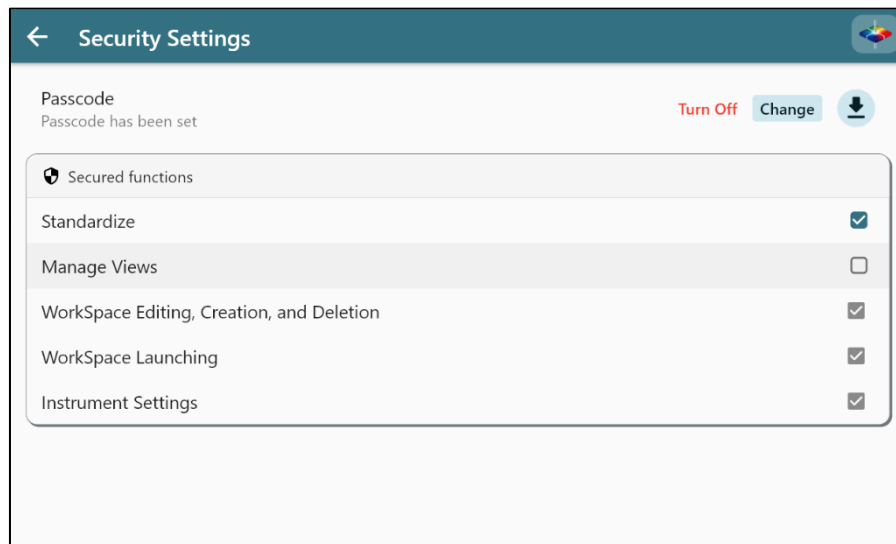 Security Settings
Passcode
Passcode has been set
Turn Off
Change
Secured functions
Standardize
Manage Views
WorkSpace Editing, Creation, and Deletion
WorkSpace Launching
Instrument Settings